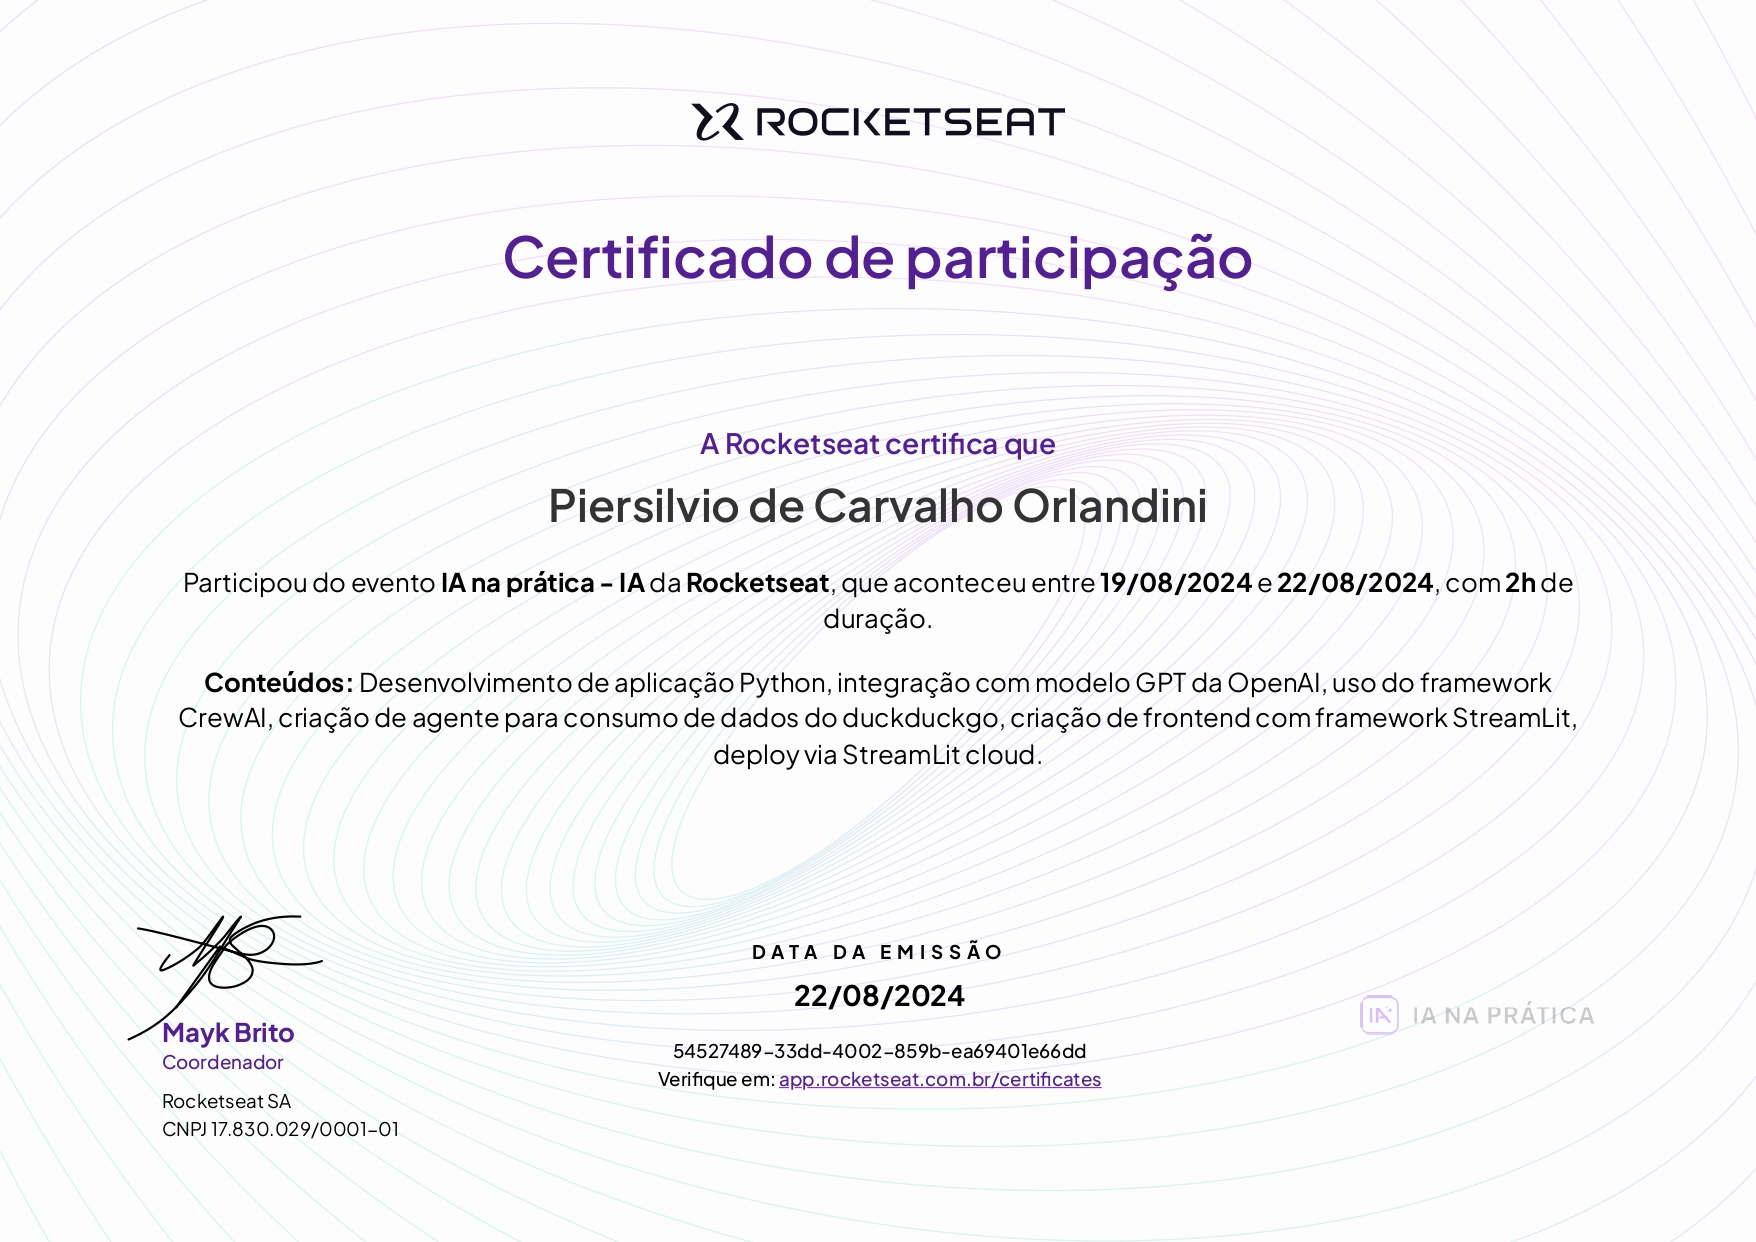 ROCKETSEAT
Certificado de participação
A Rocketseat certifica que
Piersilvio de Carvalho Orlandini
Participou do evento IA na prática - IA da Rocketseat, que aconteceu entre 19/08/2024 e 22/08/2024, com 2h de
duração.
Conteúdos: Desenvolvimento de aplicação Python, integração com modelo GPT da OpenAI, uso do framework
CrewAI, criação de agente para consumo de dados do duckduckgo, criação de frontend com framework StreamLit,
deploy via StreamLit cloud.
Mayk Brito
Coordenador
Rocketseat SA
CNPJ 17.830.029/0001-01
DATA DA EMISSÃO
22/08/2024
54527489-33dd-4002-859b-ea69401e66dd
Verifique em: app.rocketseat.com.br/certificates
IA IA NA PRÁTICA